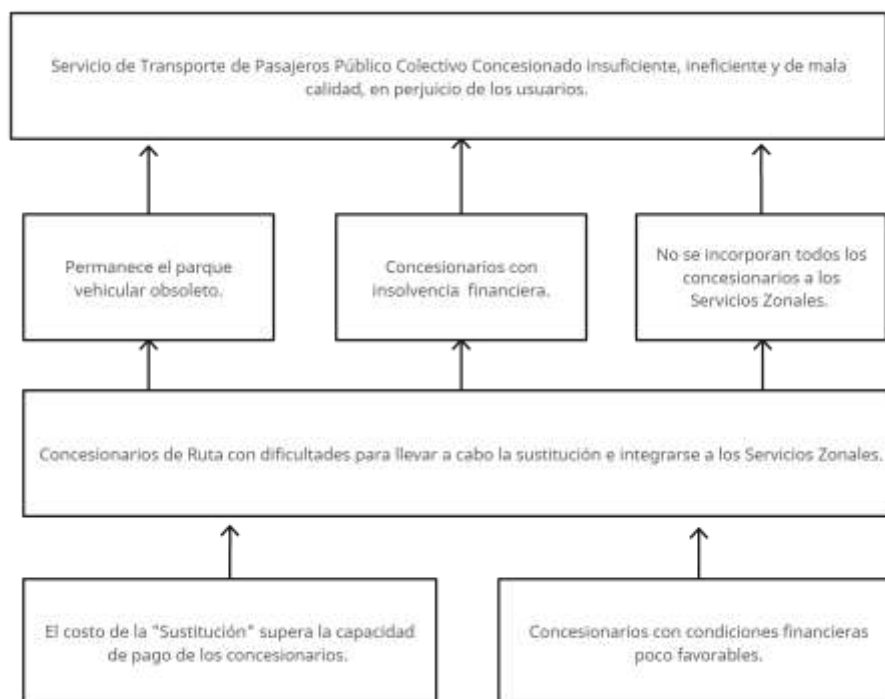 Servicio de Transporte de Pasajeros Público Colectivo Concesionado Insuficiente, ineficiente y de mala
calidad, en perjuicio de los usuarios.
Permanece el parque
vehicular obsoleto.
Concesionarios con
insolvencia financiera.
No se incorporan todos los
concesionarios a los
Servicios Zonales.
Concesionarios de Ruta con dificultades para llevar a cabo la sustitución e integrarse a los Servicios Zonales.
El costo de la "Sustitución" supera la capacidad
de pago de los concesionarios.
Concesionarios con condiciones financieras
poco favorables.